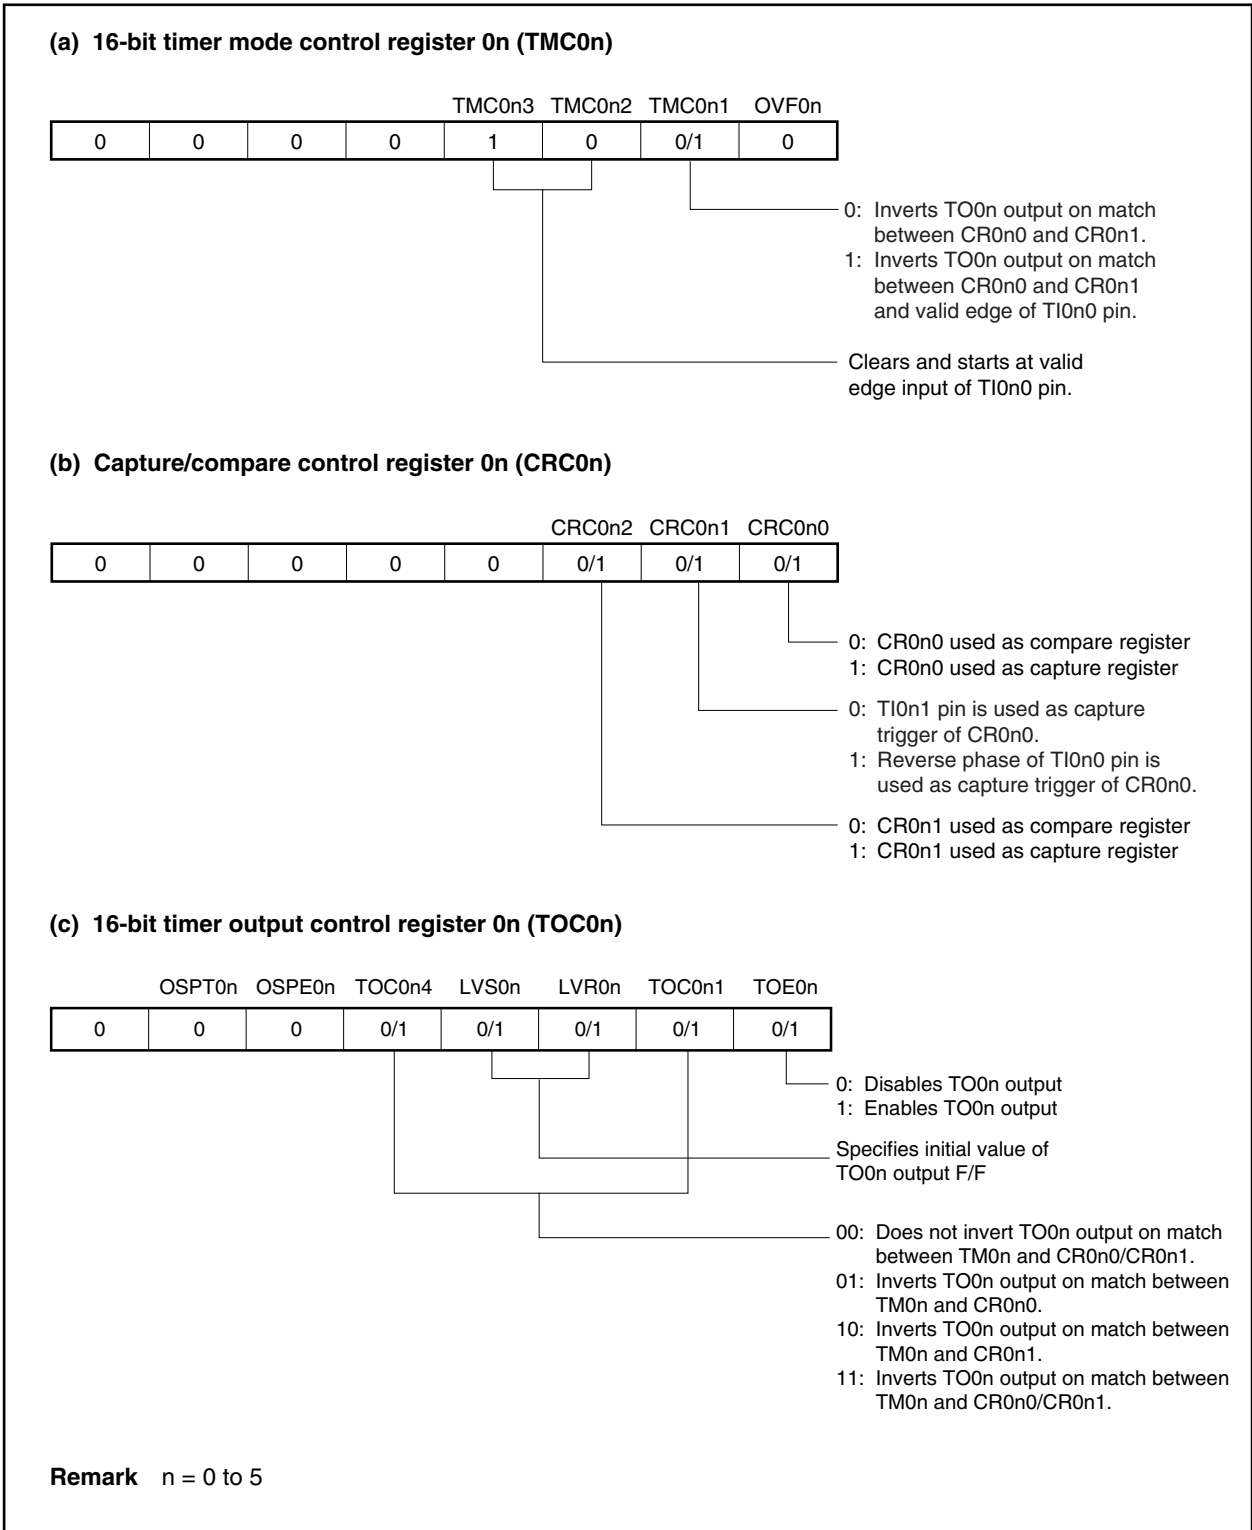 (a) 16-bit timer mode control register 0n (TMC0n)
TMC0n3 TMC0n2 TMC0n1 OVF0n
0 0 0 0 1 0 0/1 0
0: Inverts TO0n output on match
between CR0n0 and CR0n1.
1: Inverts TO0n output on match
between CR0n0 and CR0n1
and valid edge of TI0n0 pin.
Clears and starts at valid
edge input of TI0n0 pin.
(b) Capture/compare control register 0n (CRC0n)
CRC0n2 CRC0n1 CRC0n0
0 0 0 0 0 0/1 0/1 0/1
0: CR0n0 used as compare register
1: CR0n0 used as capture register
0: TI0n1 pin is used as capture
trigger of CR0n0.
1: Reverse phase of TI0n0 pin is
used as capture trigger of CR0n0.
0: CR0n1 used as compare register
1: CR0n1 used as capture register
(c) 16-bit timer output control register 0n (TOC0n)
OSPT0n OSPE0n TOC0n4 LVS0n LVR0n TOC0n1 TOE0n
0 0 0 0/1 0/1 0/1 0/1 0/1
0: Disables TO0n output
1: Enables TO0n output
Specifies initial value of
TO0n output F/F
00: Does not invert TO0n output on match
between TM0n and CR0n0/CR0n1.
01: Inverts TO0n output on match between
TM0n and CR0n0.
10: Inverts TO0n output on match between
TM0n and CR0n1.
11: Inverts TO0n output on match between
TM0n and CR0n0/CR0n1.
Remark n = 0 to 5